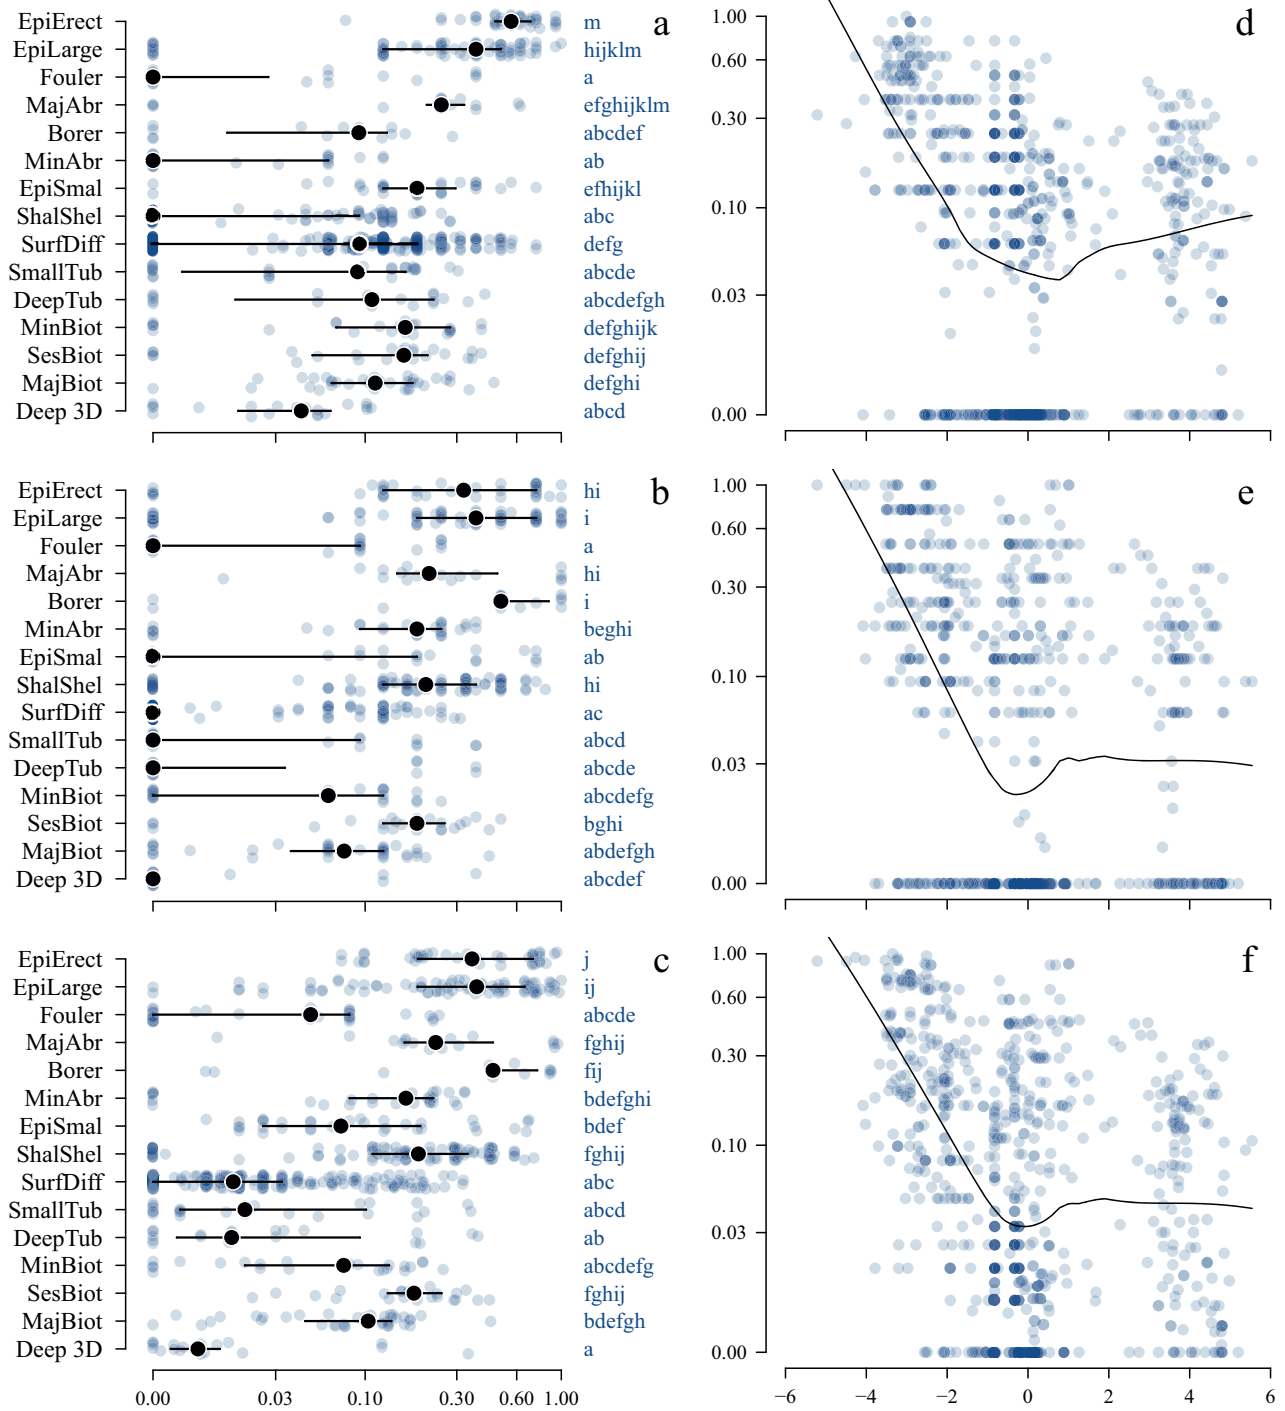 EpiErect m
EpiLarge hijklm
Fouler a
MajAbr efghijklm
Borer abcdef
MinAbr ab
EpiSmal efhijkl
ShalShel abc
SurfDiff defg
SmallTub abcde
DeepTub abcdefgh
MinBiot defghijk
SesBiot defghij
MajBiot defghi
Deep 3D abcd
a
d
1.00
0.60
0.30
0.10
0.03
0.00
EpiErect hi
EpiLarge i
Fouler a
MajAbr hi
Borer i
MinAbr beghi
EpiSmal ab
ShalShel hi
SurfDiff ac
SmallTub abcd
DeepTub abcde
MinBiot abcdefg
SesBiot bghi
MajBiot abdefgh
Deep 3D abcdef
b
e
1.00
0.60
0.30
0.10
0.03
0.00
EpiErect j
EpiLarge ij
Fouler abcde
MajAbr fghij
Borer fij
MinAbr bdefghi
EpiSmal bdef
ShalShel fghij
SurfDiff abc
SmallTub abcd
DeepTub ab
MinBiot abcdefg
SesBiot fghij
MajBiot bdefgh
Deep 3D a
c
0.00 0.03 0.10 0.30 0.60 1.00
f
1.00
0.60
0.30
0.10
0.03
0.00
−6 −4 −2 0 2 4 6